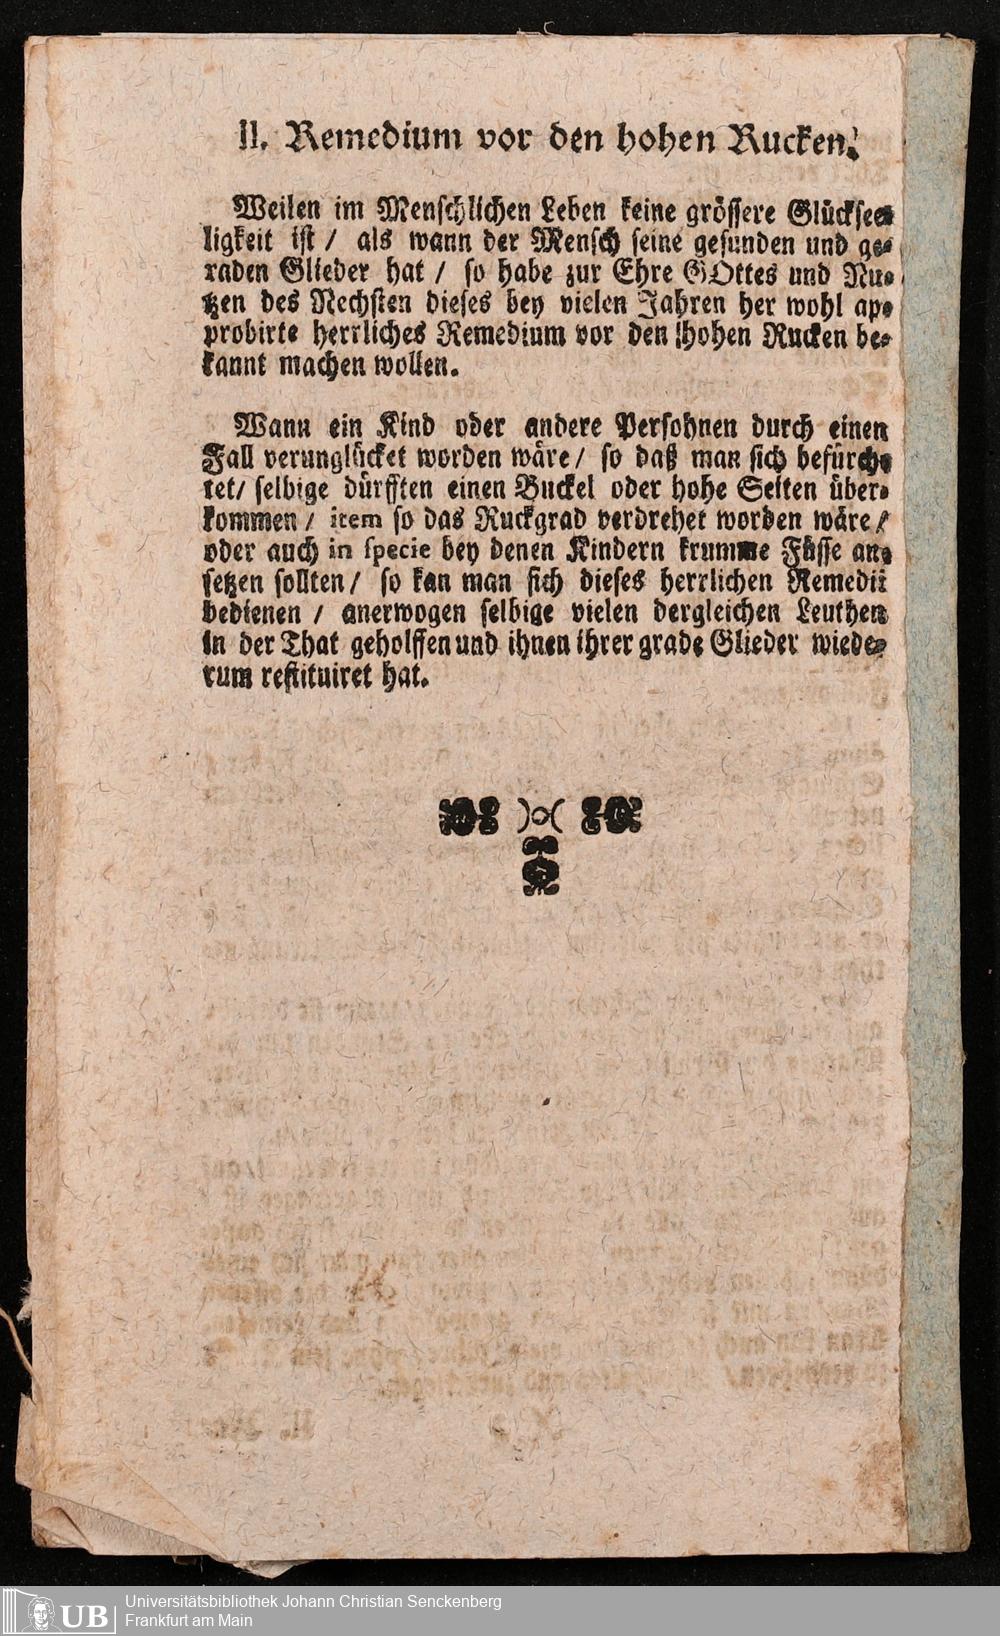 II. Remedium vor den hohen Rucken.
Weilen im Menschlichen Leben keine grössere Glücksee-
ligkeit ist / als wann der Mensch seine gesunden und ge-
raden Glieder hat / so habe zur Ehre GOttes und Nu-
tzen des Nechsten dieses bey vielen Jahren her wohl ap-
probirte herrliches Remedium vor den hohen Rucken be-
kannt machen wollen.
Wann ein Kind oder andere Persohnen durch einen
Fall verunglücket worden wäre / so daß man sich befürch-
tet / selbige dürfften einen Buckel oder hohe Seiten über-
kommen / item so das Ruckgrad verdrehet worden wäre /
oder auch in specie bey denen Kindern krumme Füsse an-
setzen sollten / so kan man sich dieses herrlichen Remedii
bedienen / anerwogen selbige vielen dergleichen Leuthen
in der That geholffen und ihnen ihrer grade Glieder wiede-
rum restituiret hat.
UB
Universitätsbibliothek Johann Christian Senckenberg
Frankfurt am Main